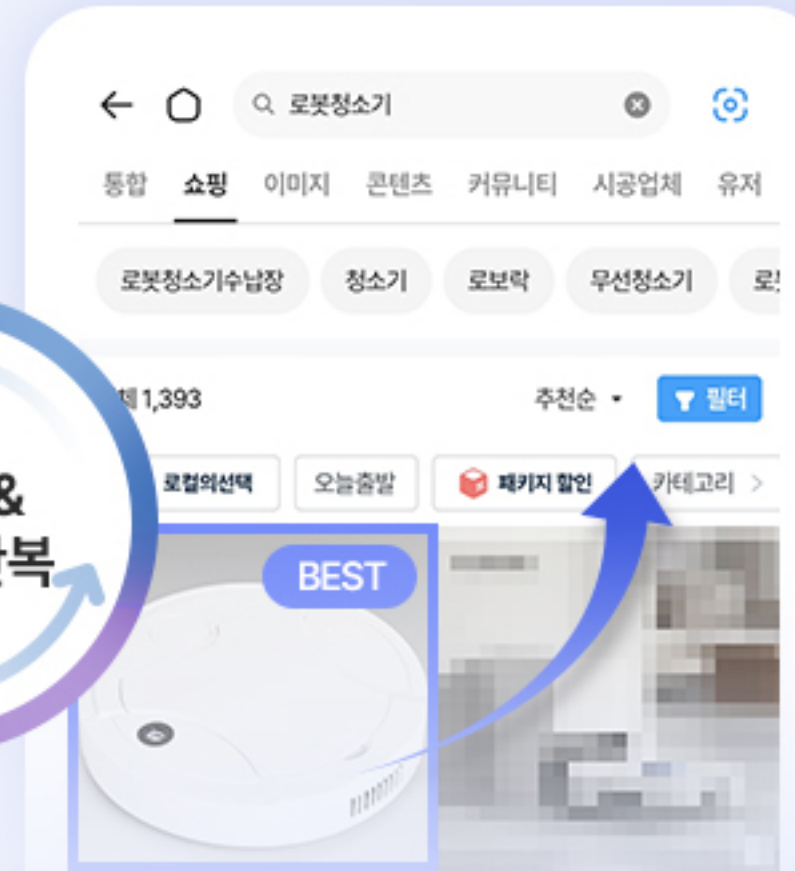 로봇청소기
통합 쇼핑 이미지 콘텐츠 커뮤니티 시공업체 유저
로봇청소기수납장 청소기 로보락 무선청소기
1,393 추천순 필터
로컬의선택 오늘출발 패키지 할인 카테고리 >
&
복
BEST